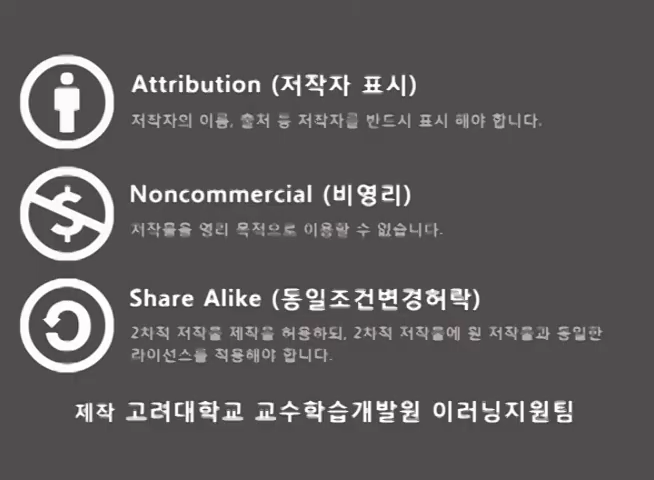 Attribution (저작자 표시)
저작자의 이름, 출처 등 저작자를 반드시 표시 해야 합니다.
Noncommercial (비영리)
저작물을 영리 목적으로 이용할 수 없습니다.
Share Alike (동일조건변경허락)
2차적 저작물 제작을 허용하되, 2차적 저작물에 원 저작물과 동일한
라이선스를 적용해야 합니다.
제작 고려대학교 교수학습개발원 이러닝지원팀